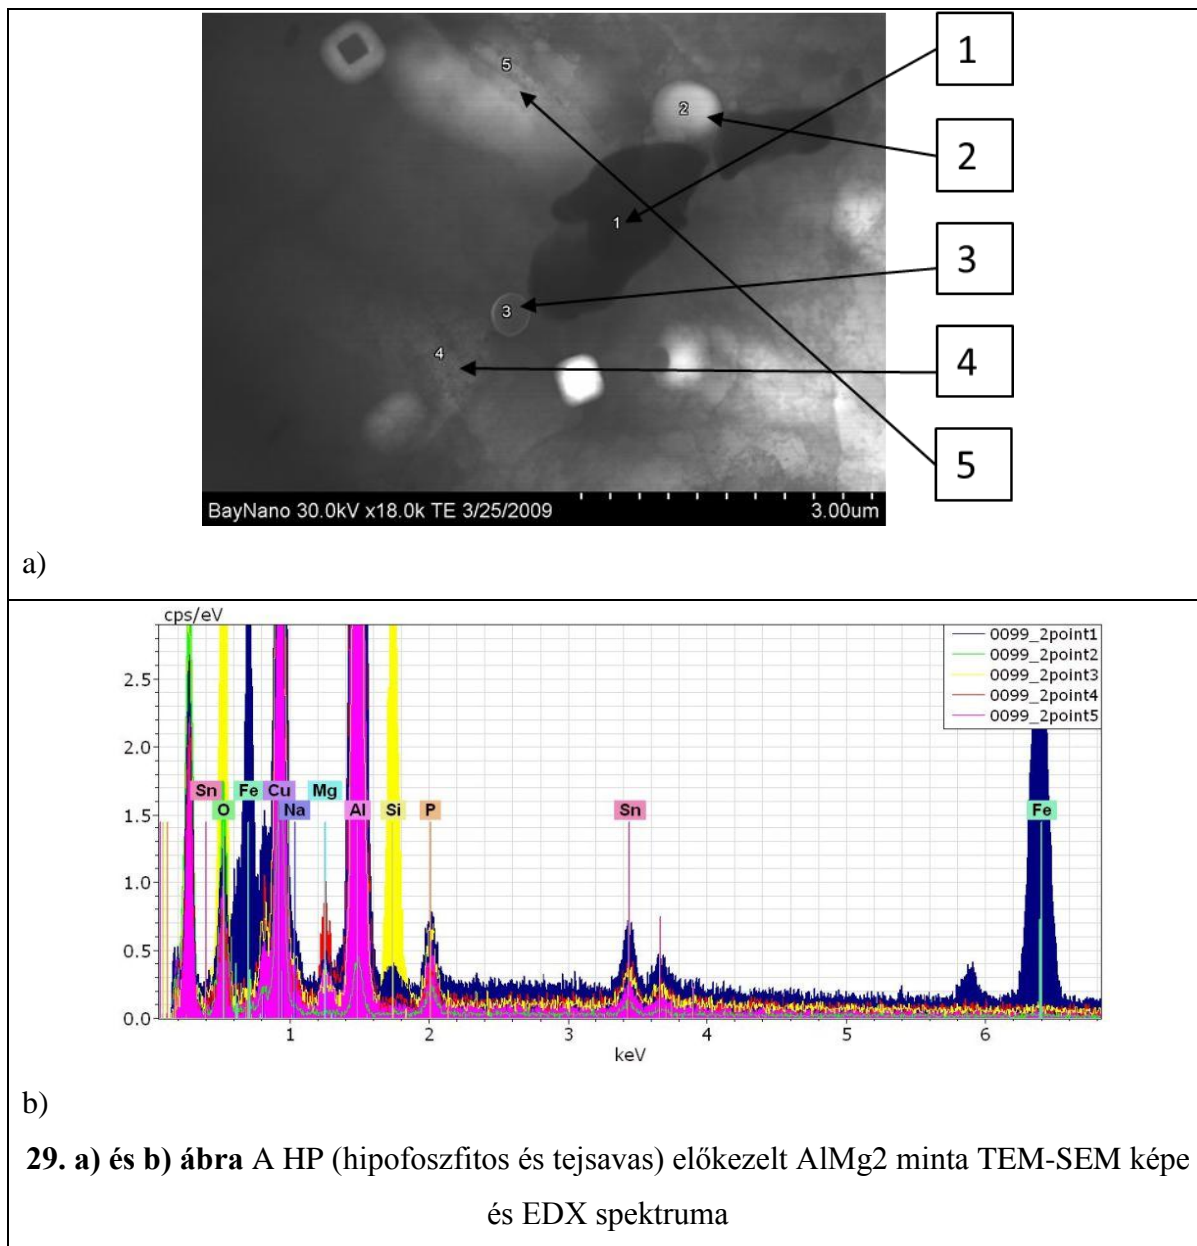 5
2
1
3
4
BayNano 30.0kV x18.0k TE 3/25/2009 3.00um
1
2
3
4
5
a)
cps/eV
0099_2point1
0099_2point2
0099_2point3
0099_2point4
0099_2point5
2.5
2.0
1.5
1.0
0.5
0.0
Sn Fe Cu Mg
O Na Al Si P Sn Fe
1 2 3 4 5 6
keV
b)
29. a) és b) ábra A HP (hipofoszfitos és tejsavas) előkezelt AlMg2 minta TEM-SEM képe
és EDX spektruma